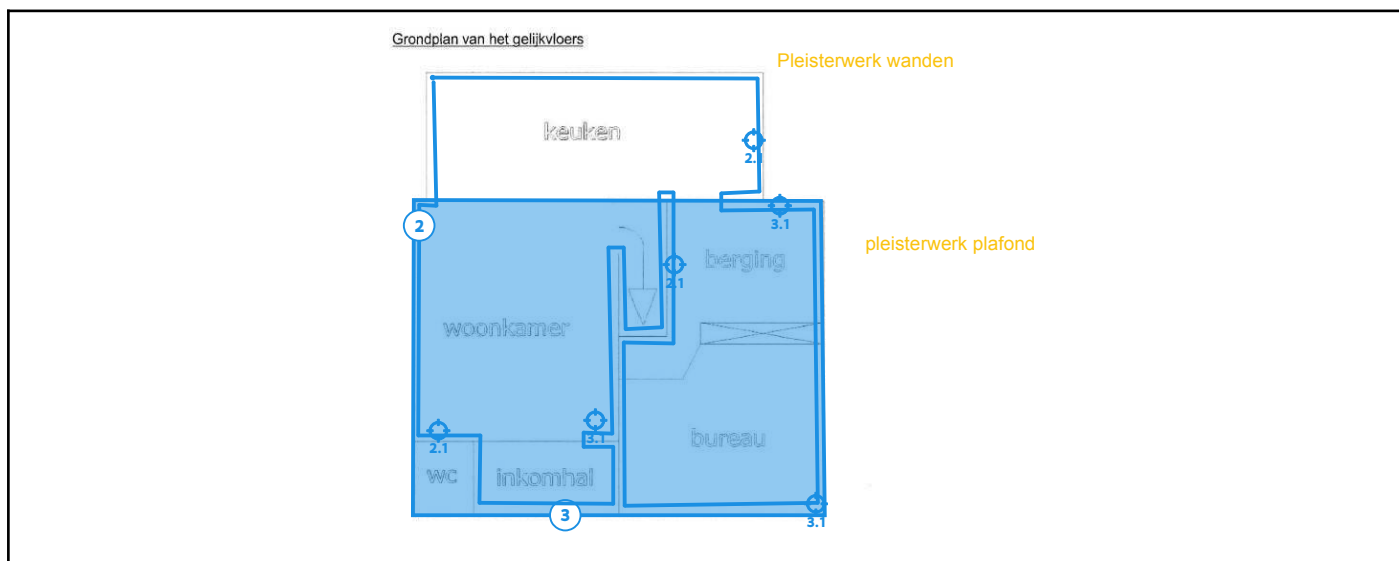 Grondplan van het gelijkvloers
Pleisterwerk wanden
keuken
2.1
2
3.1
pleisterwerk plafond
berging
2.1
woonkamer
3.1
2.1
bureau
wc
inkomhal
3
3.1